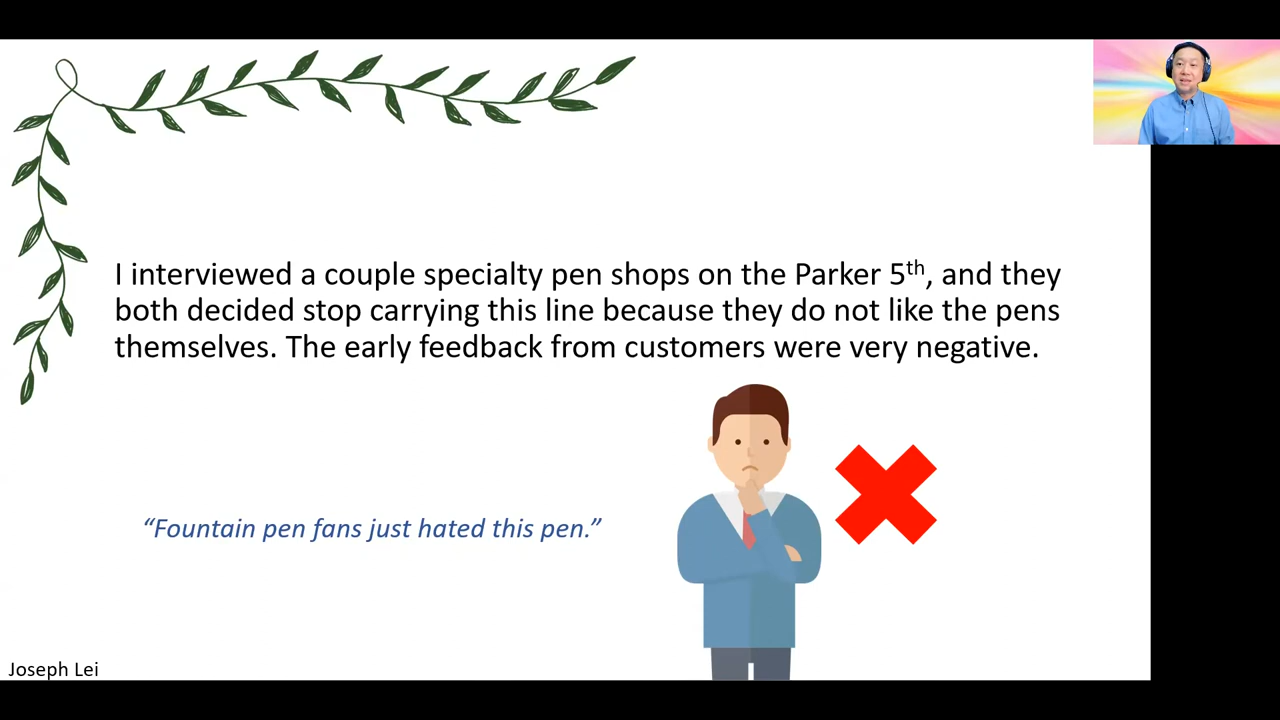 I interviewed a couple specialty pen shops on the Parker 5th, and they
both decided stop carrying this line because they do not like the pens
themselves. The early feedback from customers were very negative.
“Fountain pen fans just hated this pen.”
Joseph Lei